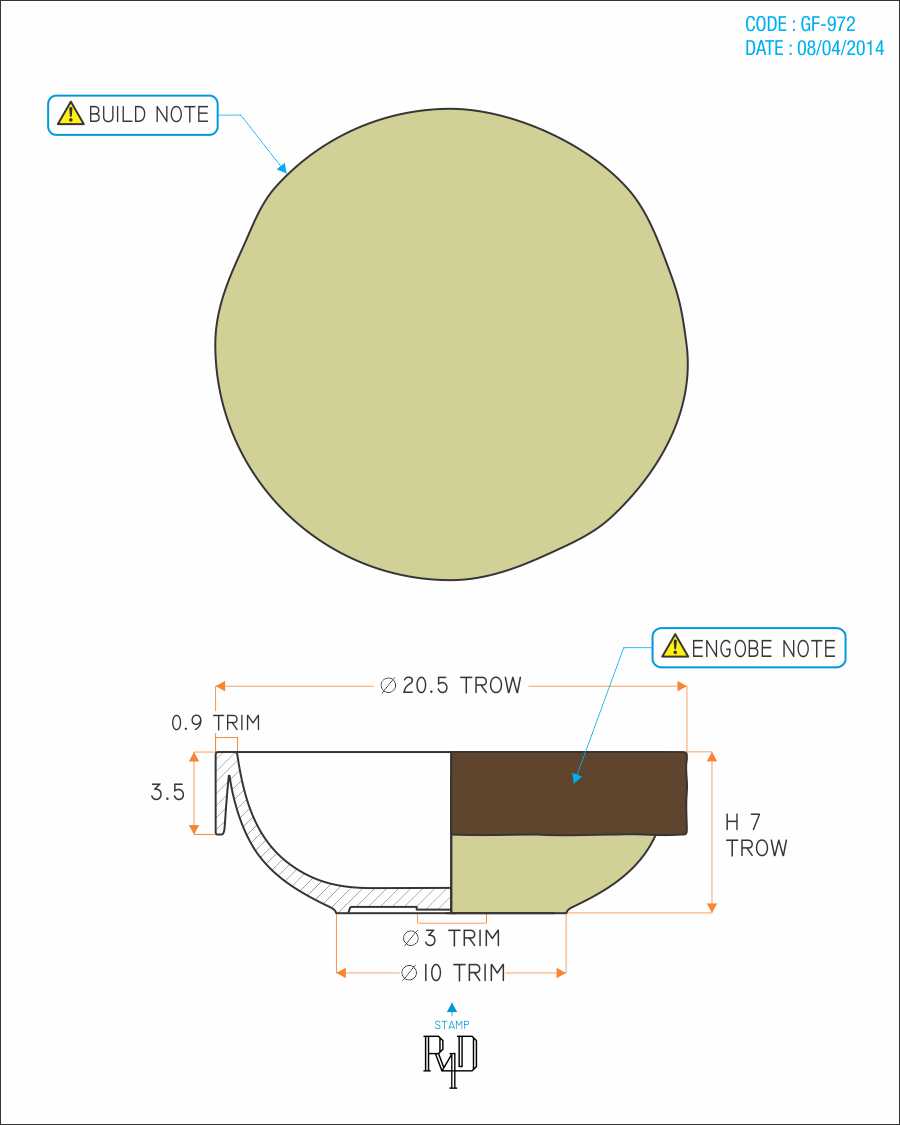 CODE : GF-972
DATE : 08/04/2014
BUILD NOTE
ENGOBE NOTE
∅ 20.5 TROW
0.9 TRIM
3.5
H 7
TROW
∅ 3 TRIM
∅ 10 TRIM
STAMP